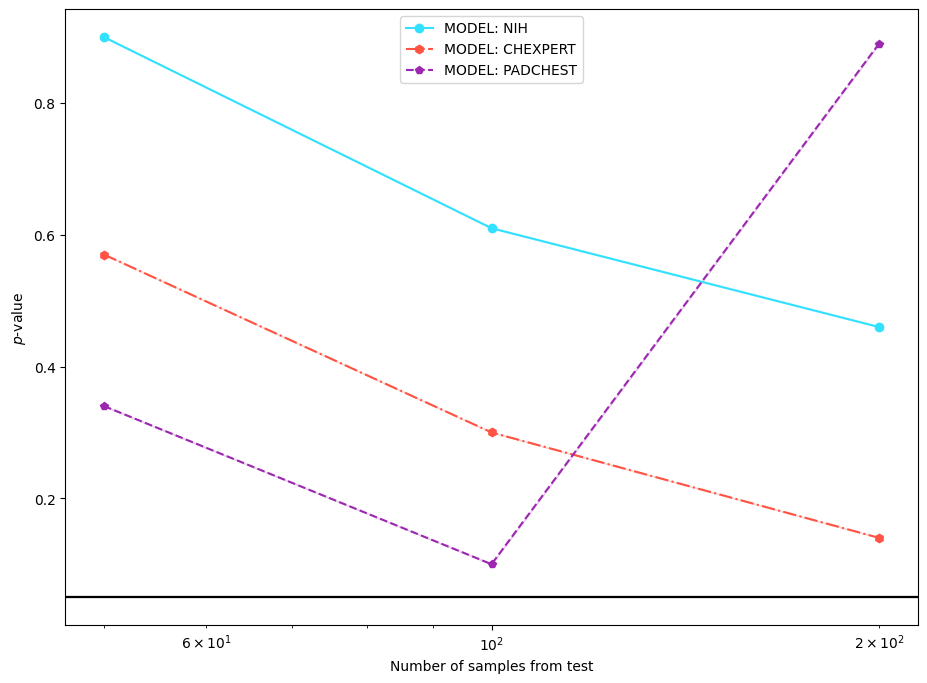 MODEL: NIH
MODEL: CHEXPERT
MODEL: PADCHEST
0.8
0.6
0.4
0.2
p-value
6 × 10¹
10²
2 × 10²
Number of samples from test